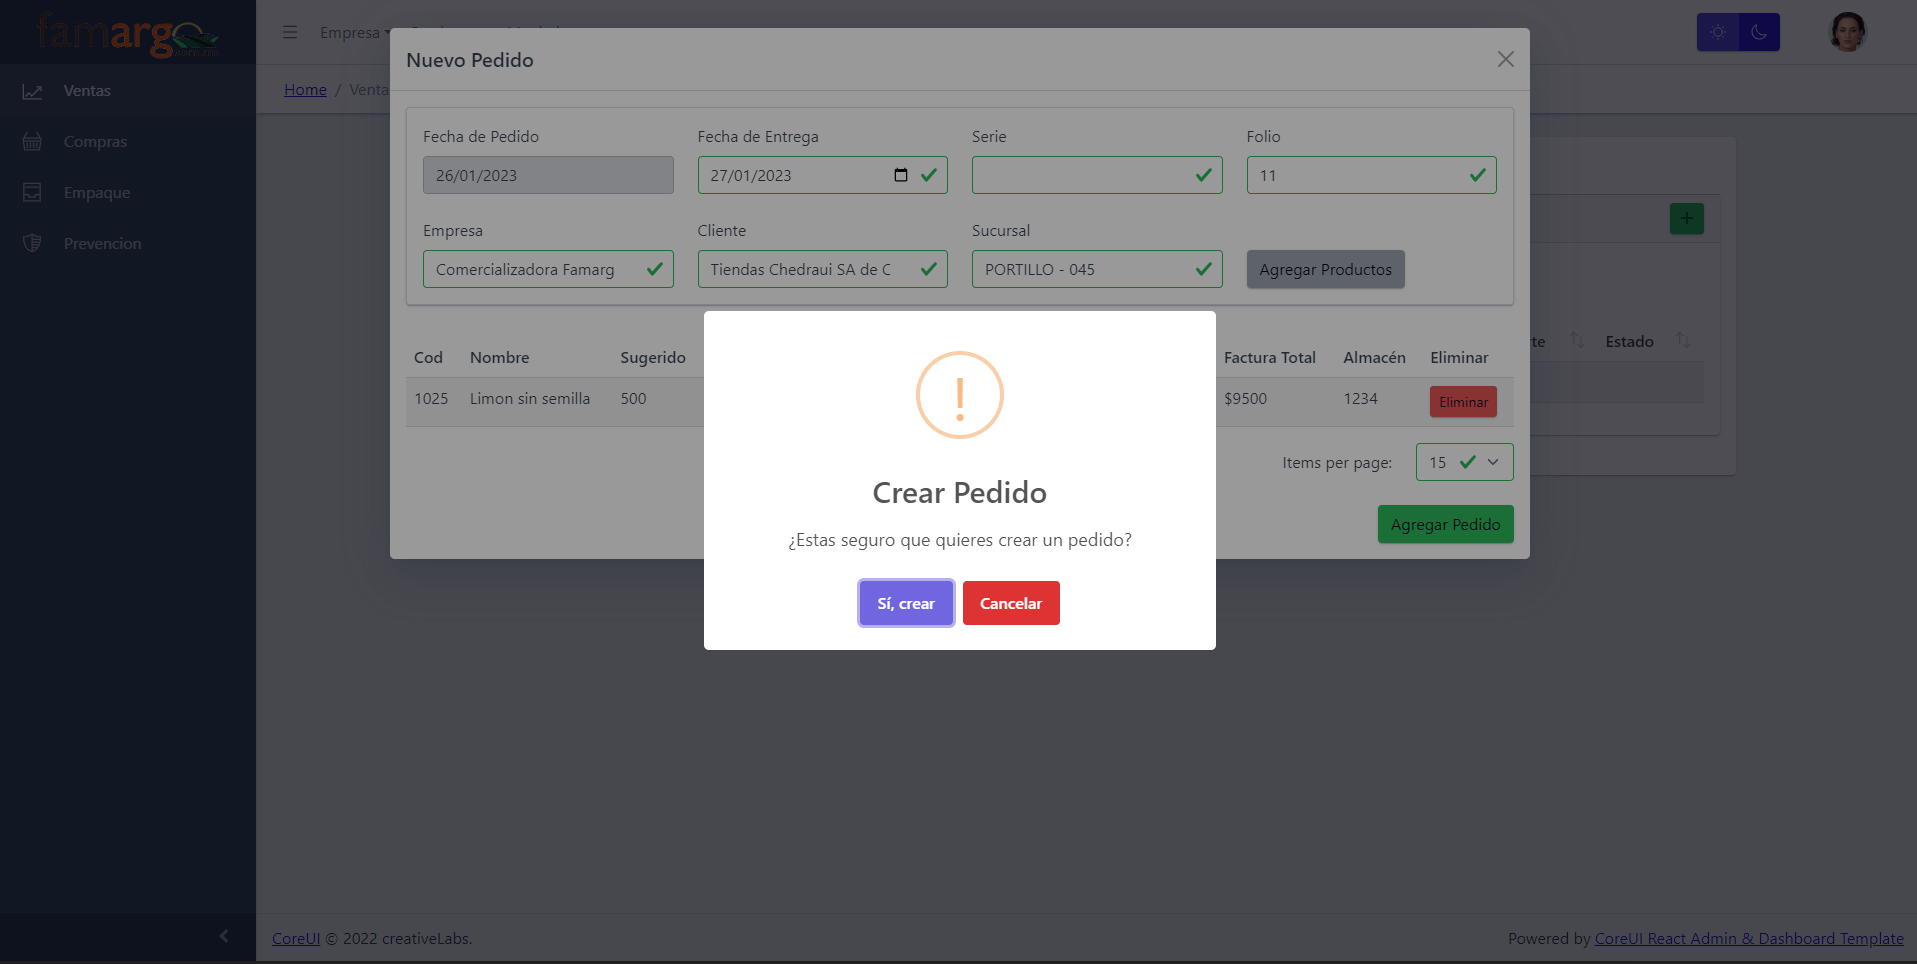 famargo
Empresa
Nuevo Pedido
Ventas
Home / Venta
Compras
Empaque
Prevencion
Fecha de Pedido Fecha de Entrega Serie Folio
26/01/2023 27/01/2023 11
Empresa Cliente Sucursal
Comercializadora Famarg Tiendas Chedraui SA de C PORTILLO - 045 Agregar Productos
rte Estado
Cod Nombre Sugerido Factura Total Almacén Eliminar
1025 Limon sin semilla 500 $9500 1234 Eliminar
Items per page: 15
Agregar Pedido
!
Crear Pedido
¿Estas seguro que quieres crear un pedido?
Sí, crear Cancelar
CoreUI © 2022 creativeLabs. Powered by CoreUI React Admin & Dashboard Template